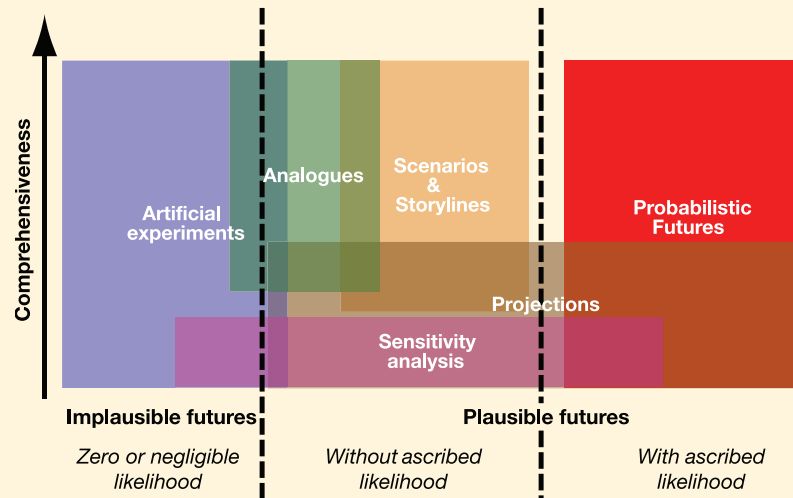 Comprehensiveness
Artificial
experiments
Analogues
Scenarios
&
Storylines
Probabilistic
Futures
Projections
Sensitivity
analysis
Implausible futures
Plausible futures
Zero or negligible
likelihood
Without ascribed
likelihood
With ascribed
likelihood